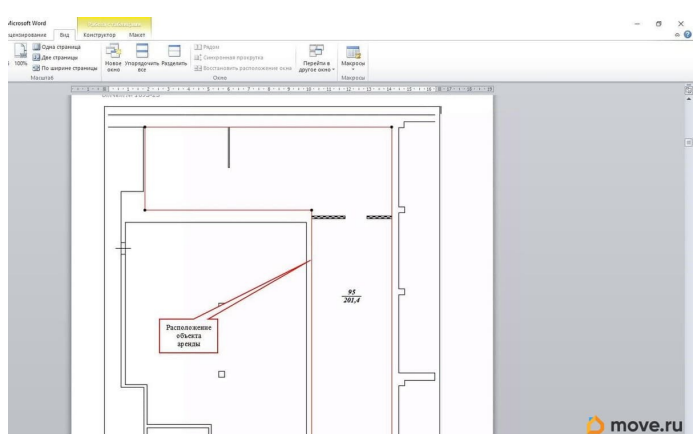 Microsoft Word
Рецензирование Вид Конструктор Макет
100%
Одна страница
Две страницы
По ширине страницы
Масштаб
Новое окно
Упорядочить все
Разделить
Рядом
Синхронная прокрутка
Восстановить расположение окна
Окно
Перейти в другое окно
Макросы
Макросы
95
201,4
Расположение
объекта
аренды
move.ru